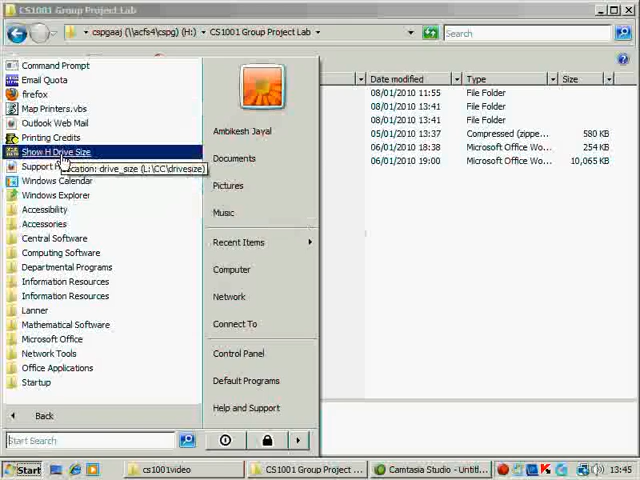 CS1001 Group Project Lab
cspgaaj (\\acfs4\cspg) (H:) CS1001 Group Project Lab
Search
Date modified Type Size
08/01/2010 11:55 File Folder
08/01/2010 13:41 File Folder
08/01/2010 13:41 File Folder
08/01/2010 13:45 Compressed (zippe... 580 KB
06/01/2010 18:38 Microsoft Office Wo... 254 KB
06/01/2010 19:00 Microsoft Office Wo... 10,065 KB
Command Prompt
Email Quota
firefox
Map Printers.vbs
Outlook Web Mail
Printing Credits
Show H Drive Size
Support
ocation: drive_size (L:\CC\drivesize)
Windows Calendar
Windows Explorer
Accessibility
Accessories
Central Software
Computing Software
Departmental Programs
Information Resources
Information Resources
Lanner
Mathematical Software
Microsoft Office
Network Tools
Office Applications
Startup
Back
Start Search
Ambikesh Jayal
Documents
Pictures
Music
Recent Items
Computer
Network
Connect To
Control Panel
Default Programs
Help and Support
Start
cs1001video
CS1001 Group Project ...
Camtasia Studio - Untitl...
13:45